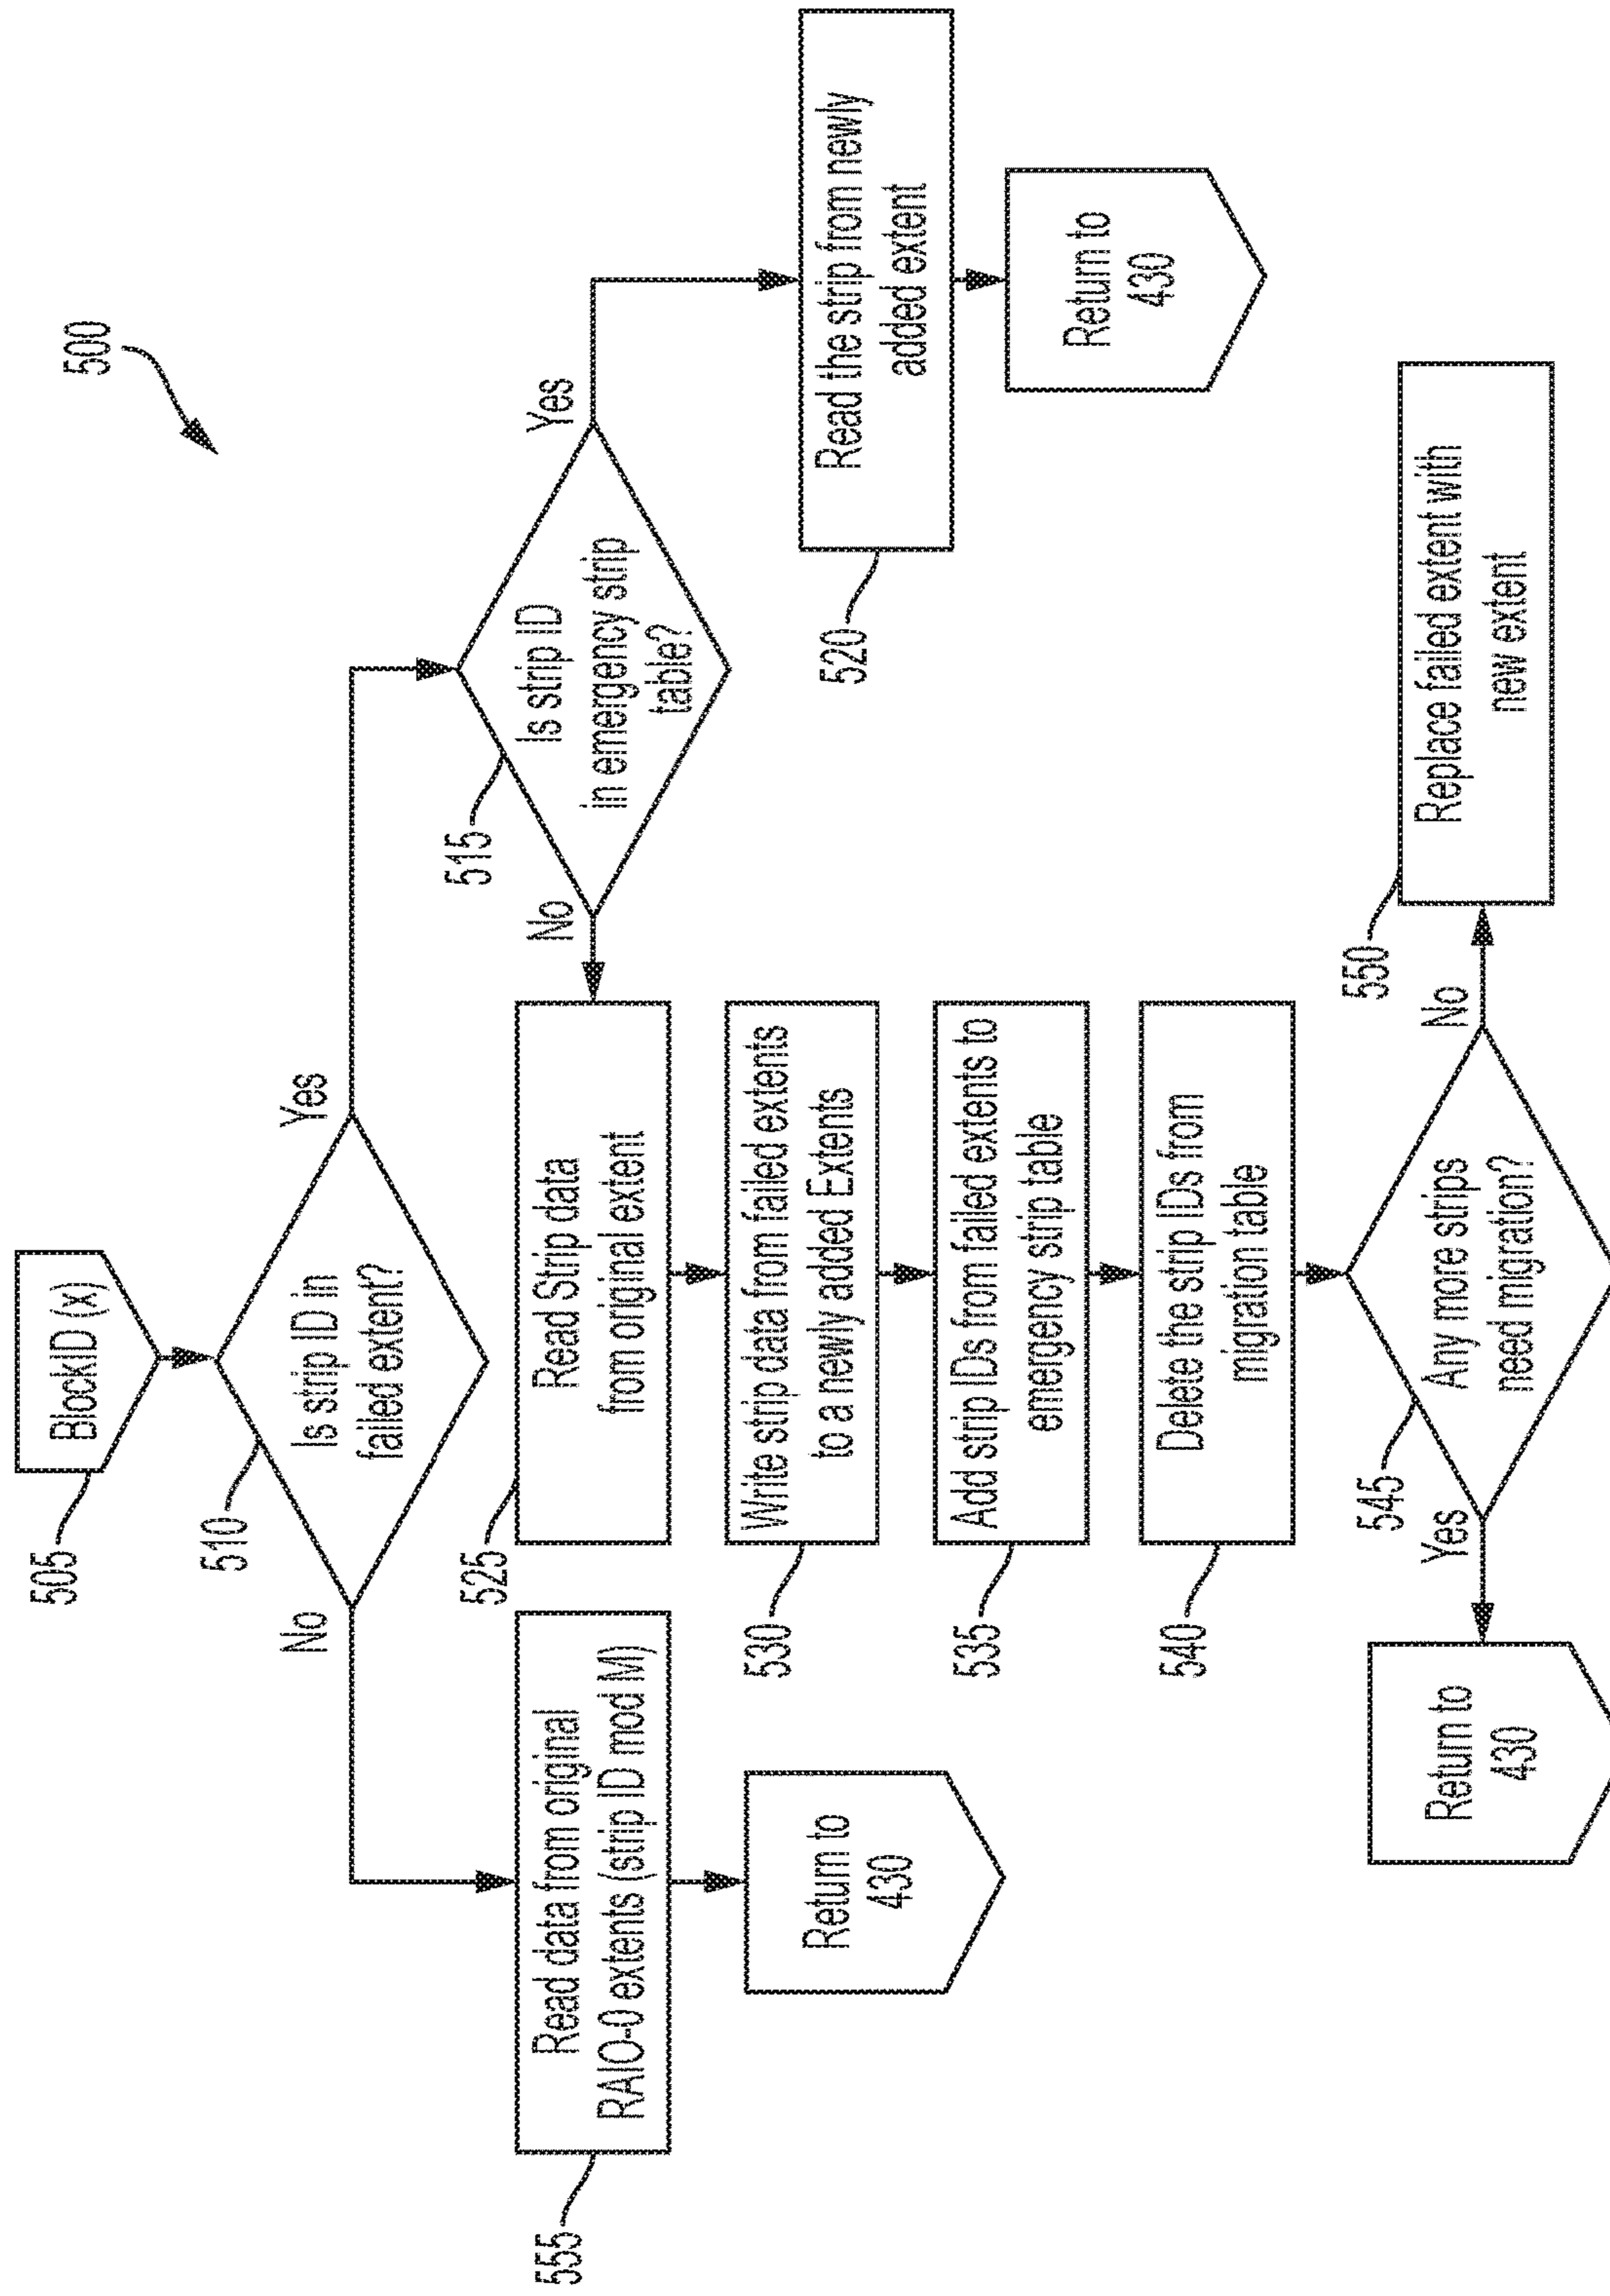 500
505
BlockID (x)
510
Is strip ID in
failed extent?
No
Yes
515
Is strip ID
in emergency strip
table?
No
Yes
555
Read data from original
RAIO-0 extents (strip ID mod M)
Return to
430
525
Read Strip data
from original extent
520
Read the strip from newly
added extent
Return to
430
530
Write strip data from failed extents
to a newly added Extents
535
Add strip IDs from failed extents to
emergency strip table
540
Delete the strip IDs from
migration table
545
Any more strips
need migration?
Yes
No
Return to
430
550
Replace failed extent with
new extent